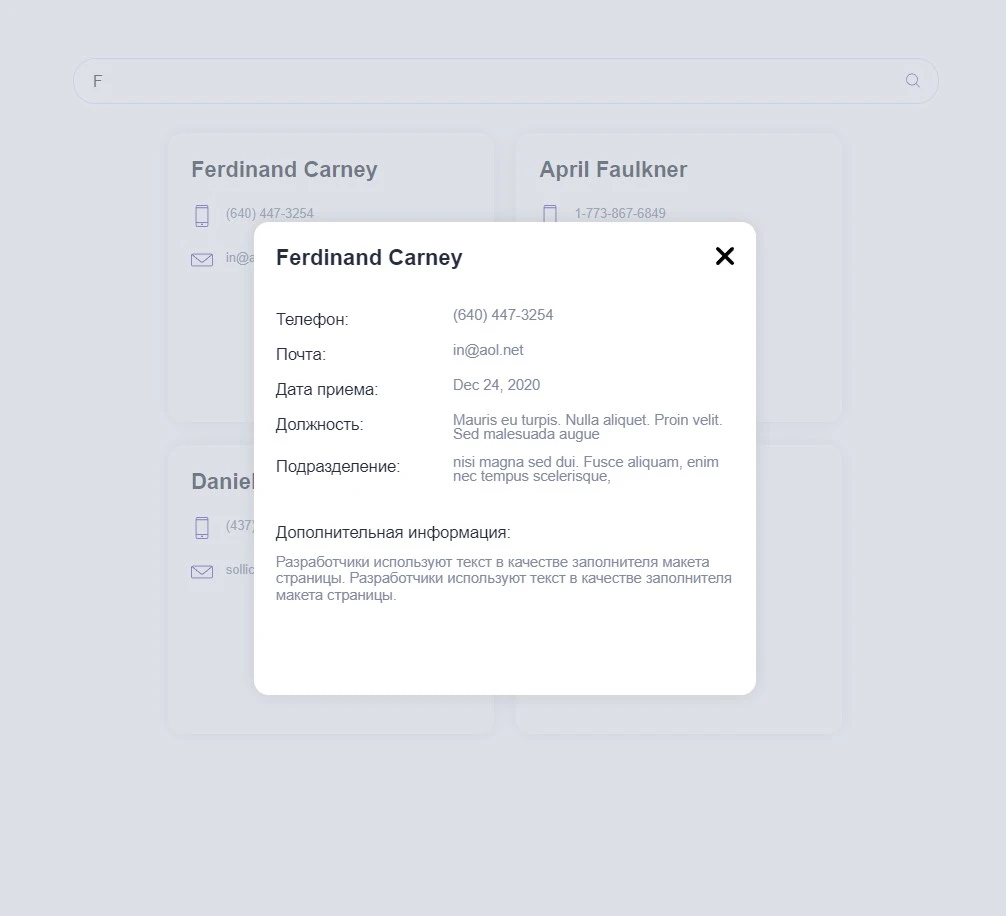 F
Ferdinand Carney
April Faulkner
(640) 447-3254
1-773-867-6849
Ferdinand Carney
Телефон:
(640) 447-3254
Почта:
in@aol.net
Дата приема:
Dec 24, 2020
Должность:
Mauris eu turpis. Nulla aliquet. Proin velit.
Sed malesuada augue
Подразделение:
nisi magna sed dui. Fusce aliquam, enim
nec tempus scelerisque,
Дополнительная информация:
Разработчики используют текст в качестве заполнителя макета
страницы. Разработчики используют текст в качестве заполнителя
макета страницы.
Daniel
(437)